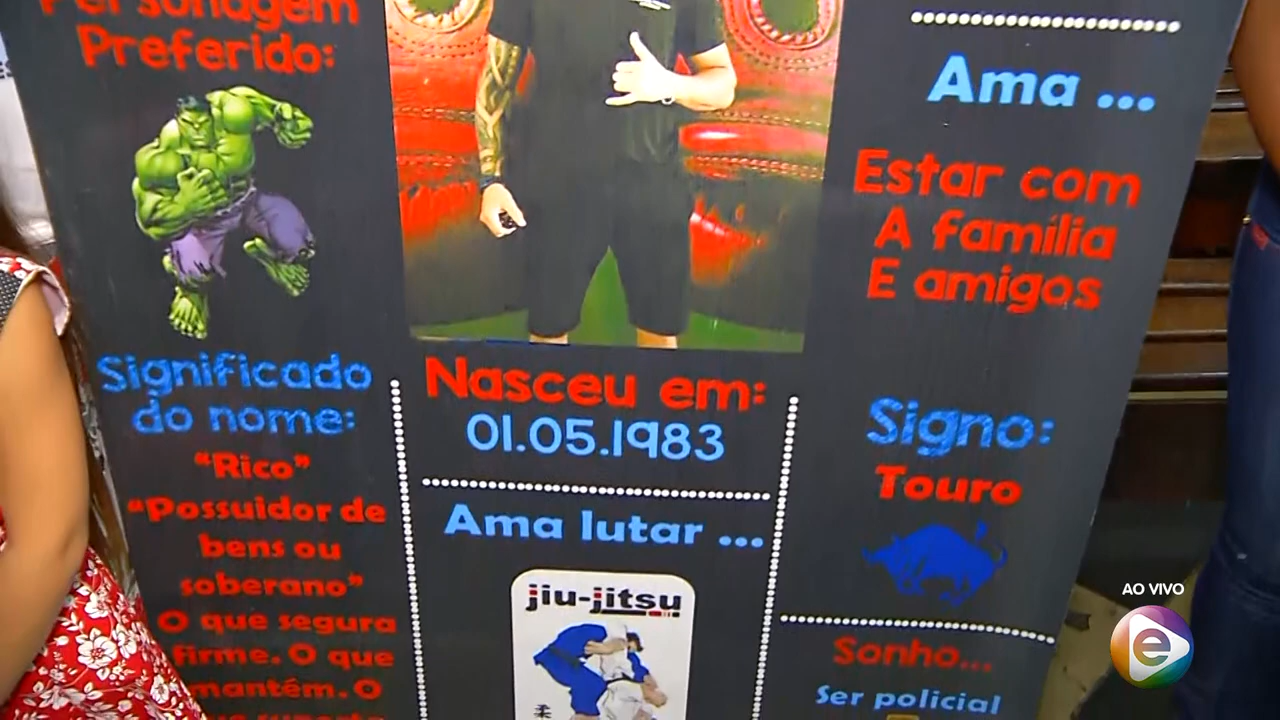 Personagem
Preferido:
Significado
do nome:
"Rico"
"Possuidor de
bens ou
soberano"
O que segura
firme. O que
mantém. O
Nasceu em:
01.05.1983
Ama lutar ...
jiu-jitsu
Ama ...
Estar com
A família
E amigos
Signo:
Touro
Sonho...
Ser policial
AO VIVO
e